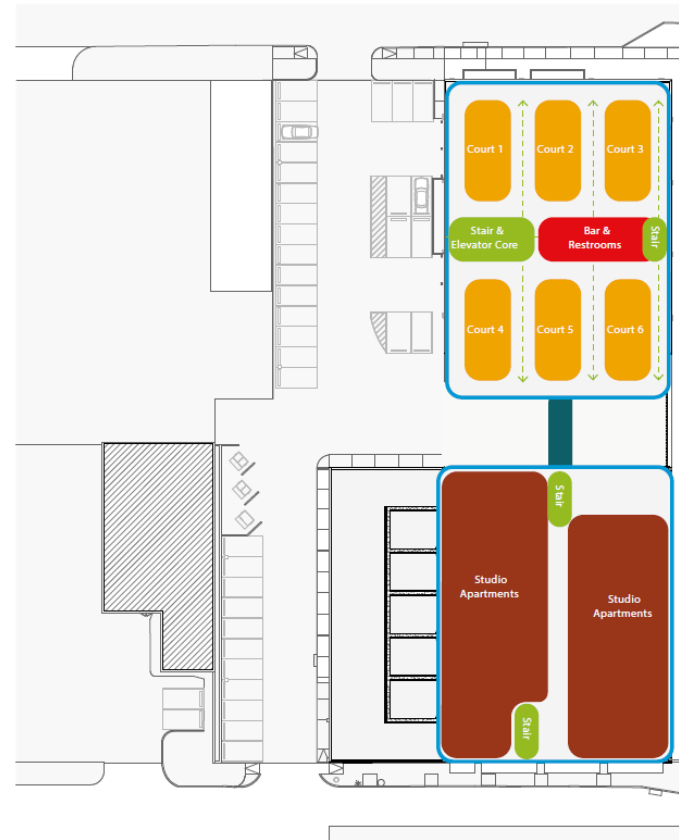 Court 1
Court 2
Court 3
Stair &
Elevator Core
Bar &
Restrooms
Stair
Court 4
Court 5
Court 6
Stair
Studio
Apartments
Studio
Apartments
Stair